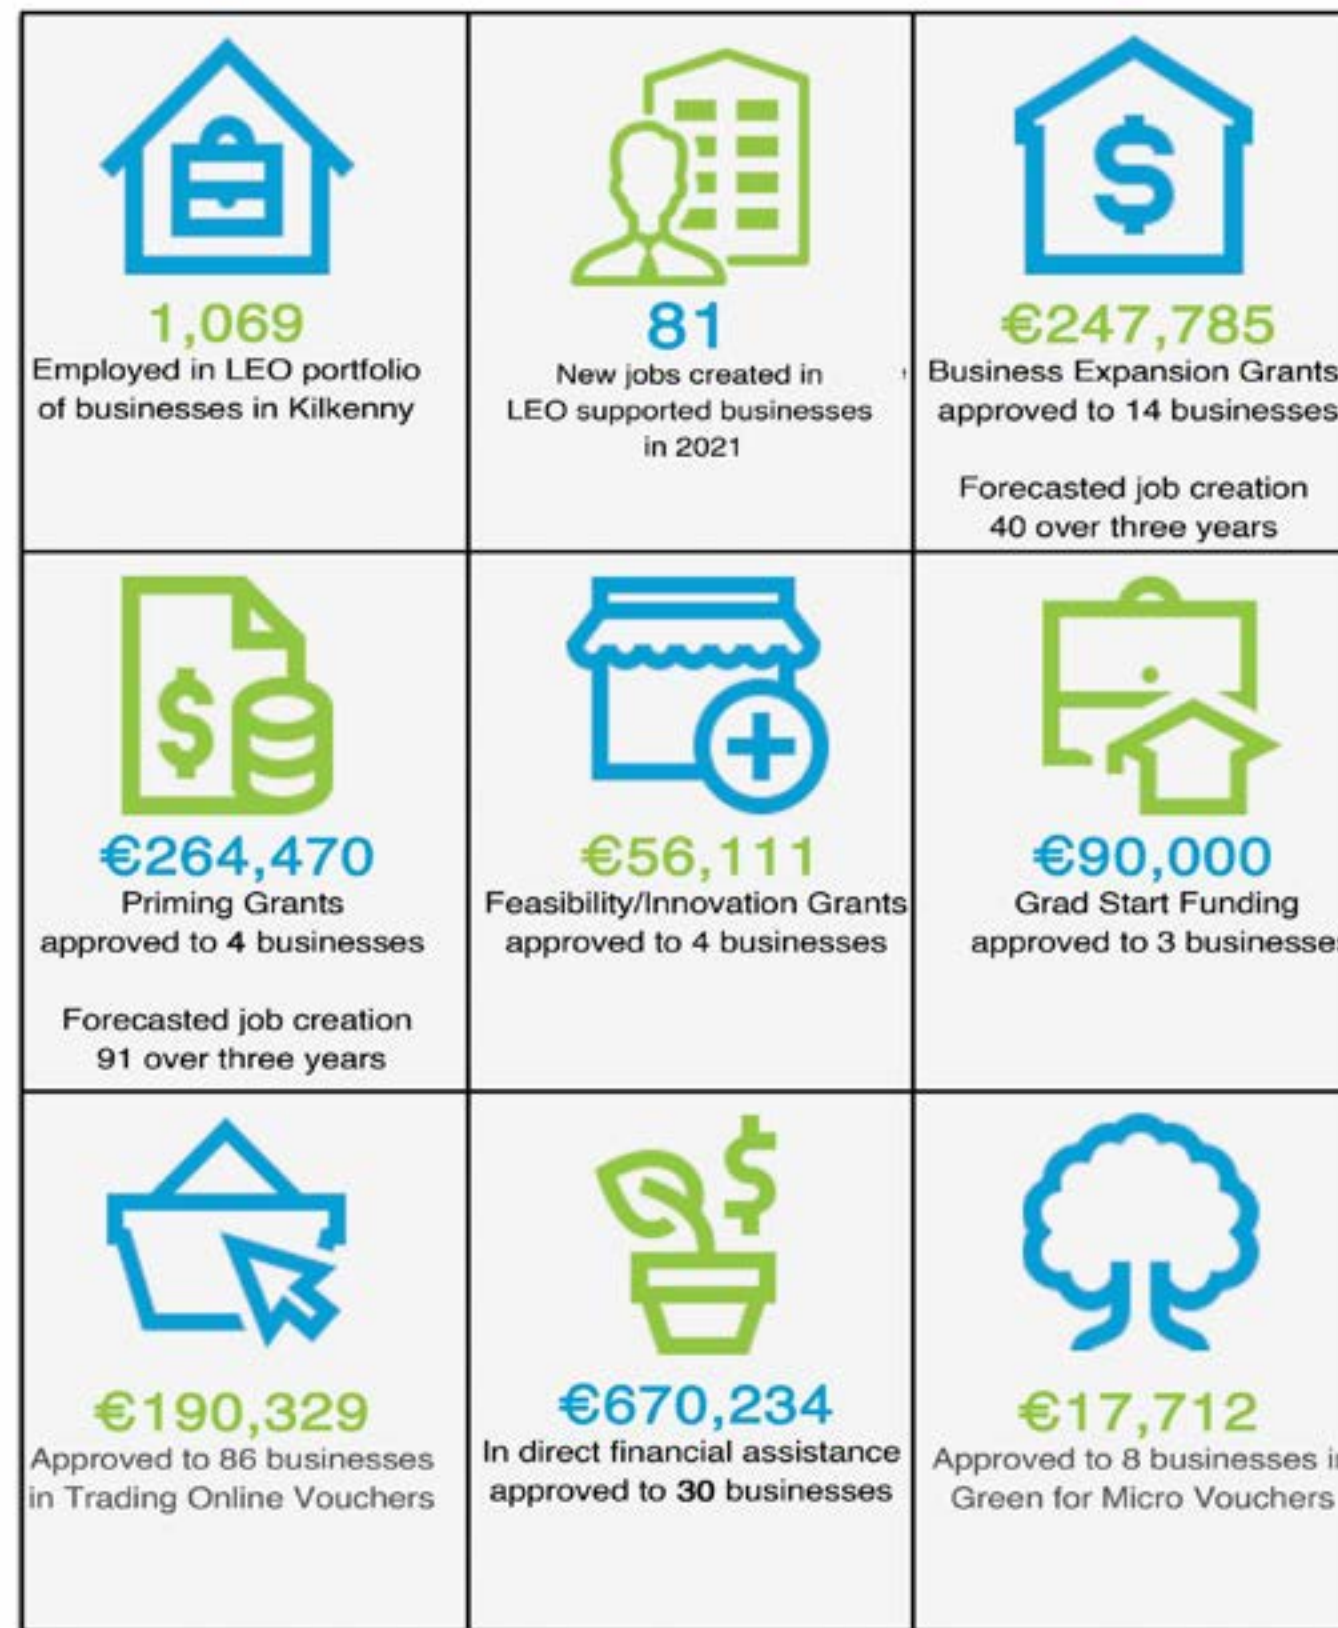 1,069
Employed in LEO portfolio
of businesses in Kilkenny
81
New jobs created in
LEO supported businesses
in 2021
€247,785
Business Expansion Grants
approved to 14 businesses
Forecasted job creation
40 over three years
€264,470
Priming Grants
approved to 4 businesses
Forecasted job creation
91 over three years
€56,111
Feasibility/Innovation Grants
approved to 4 businesses
€90,000
Grad Start Funding
approved to 3 businesses
€190,329
Approved to 86 businesses
in Trading Online Vouchers
€670,234
In direct financial assistance
approved to 30 businesses
€17,712
Approved to 8 businesses in
Green for Micro Vouchers